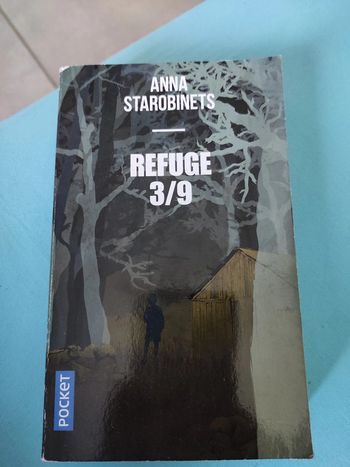 ANNA
STAROBINETS
REFUGE
3/9
POCKET